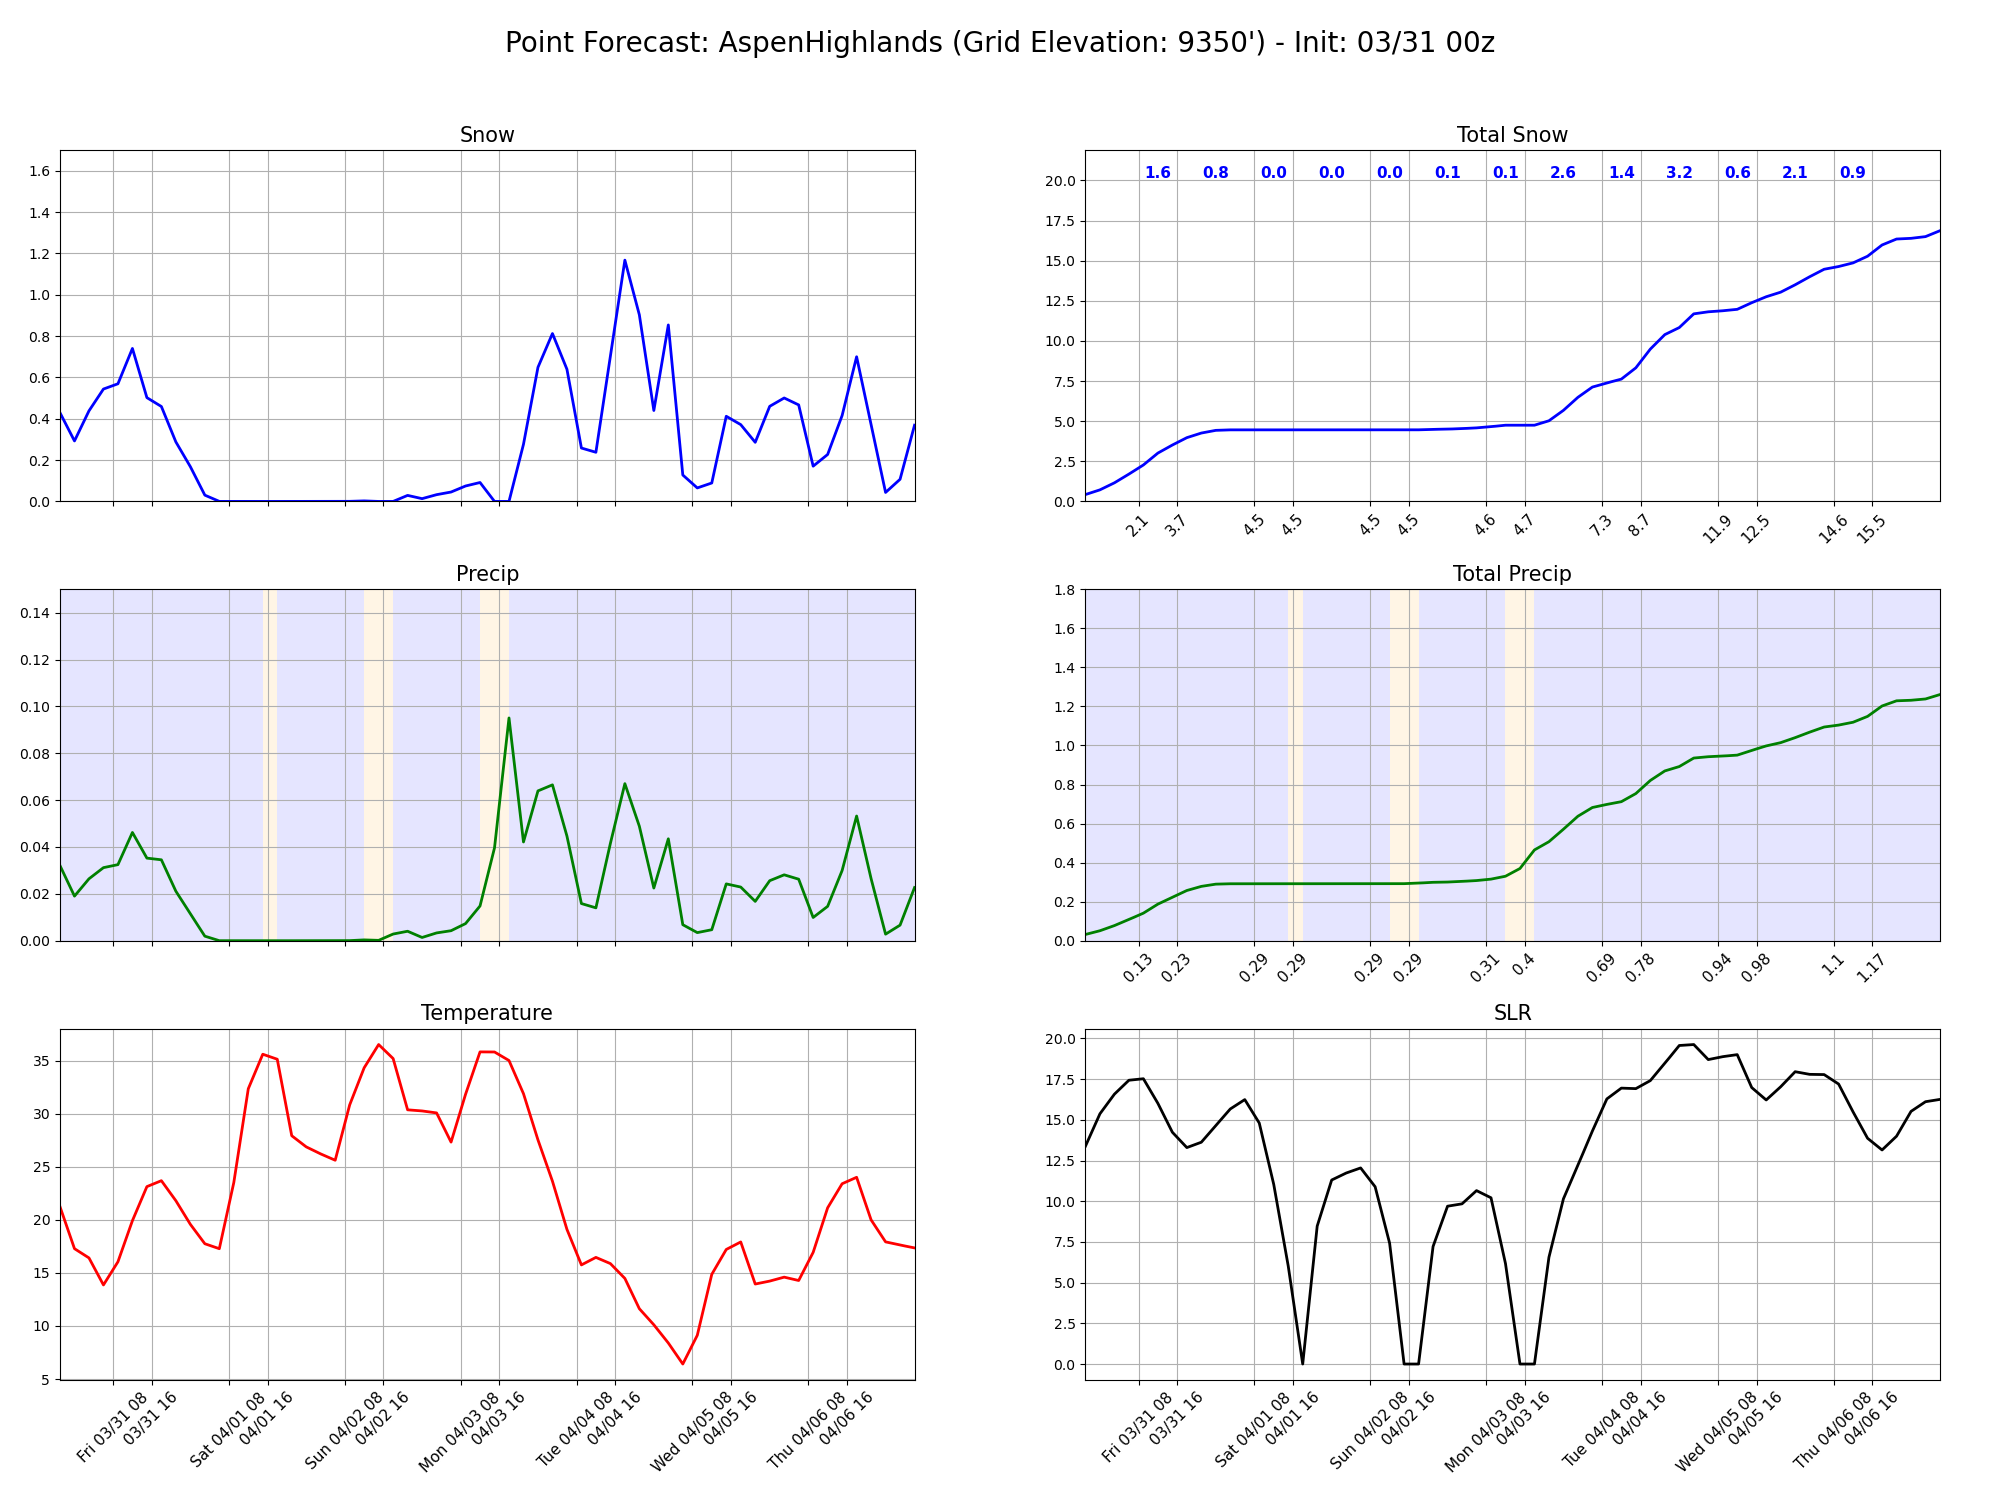 Point Forecast: AspenHighlands (Grid Elevation: 9350') - Init: 03/31 00z
Snow
1.6
1.4
1.2
1.0
0.8
0.6
0.4
0.2
0.0
Total Snow
1.6 0.8 0.0 0.0 0.0 0.1 0.1 2.6 1.4 3.2 0.6 2.1 0.9
20.0
17.5
15.0
12.5
10.0
7.5
5.0
2.5
0.0
2.1 3.7 4.5 4.5 4.5 4.5 4.6 4.7 7.3 8.7 11.9 12.5 14.6 15.5
Precip
0.14
0.12
0.10
0.08
0.06
0.04
0.02
0.00
Total Precip
1.8
1.6
1.4
1.2
1.0
0.8
0.6
0.4
0.2
0.0
0.13 0.23 0.29 0.29 0.29 0.29 0.31 0.4 0.69 0.78 0.94 0.98 1.1 1.17
Temperature
35
30
25
20
15
10
5
Fri 03/31 08
03/31 16
Sat 04/01 08
04/01 16
Sun 04/02 08
04/02 16
Mon 04/03 08
04/03 16
Tue 04/04 08
04/04 16
Wed 04/05 08
04/05 16
Thu 04/06 08
04/06 16
SLR
20.0
17.5
15.0
12.5
10.0
7.5
5.0
2.5
0.0
Fri 03/31 08
03/31 16
Sat 04/01 08
04/01 16
Sun 04/02 08
04/02 16
Mon 04/03 08
04/03 16
Tue 04/04 08
04/04 16
Wed 04/05 08
04/05 16
Thu 04/06 08
04/06 16